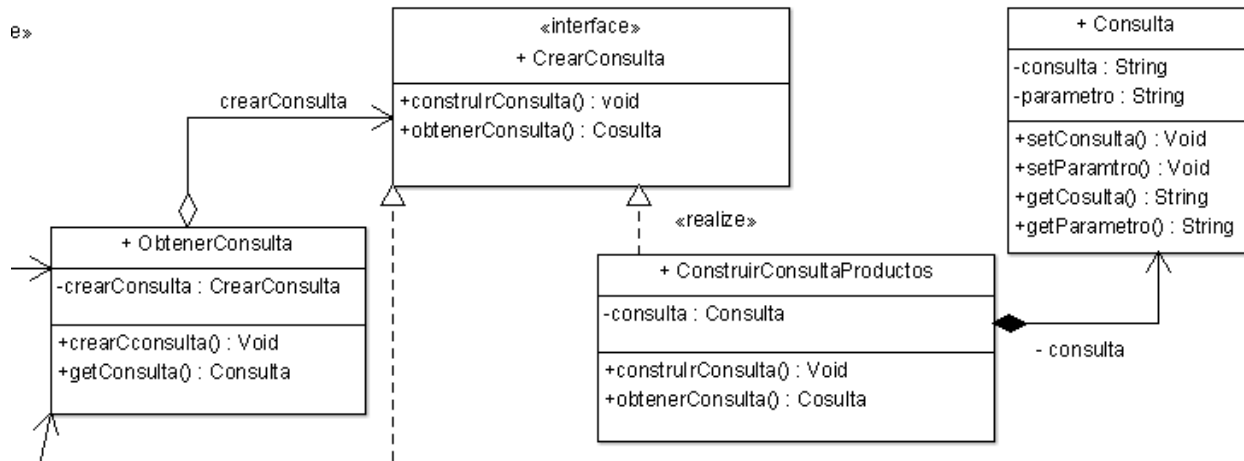 e»
«interface»
+ CrearConsulta
+construIrConsulta() : void
+obtenerConsulta() : Cosulta
crearConsulta
+ Consulta
-consulta : String
-parametro : String
+setConsulta() : Void
+setParamtro() : Void
+getCosulta() : String
+getParametro() : String
+ ObtenerConsulta
-crearConsulta : CrearConsulta
+crearCconsulta() : Void
+getConsulta() : Consulta
«realize»
+ ConstruirConsultaProductos
-consulta : Consulta
+construIrConsulta() : Void
+obtenerConsulta() : Cosulta
- consulta